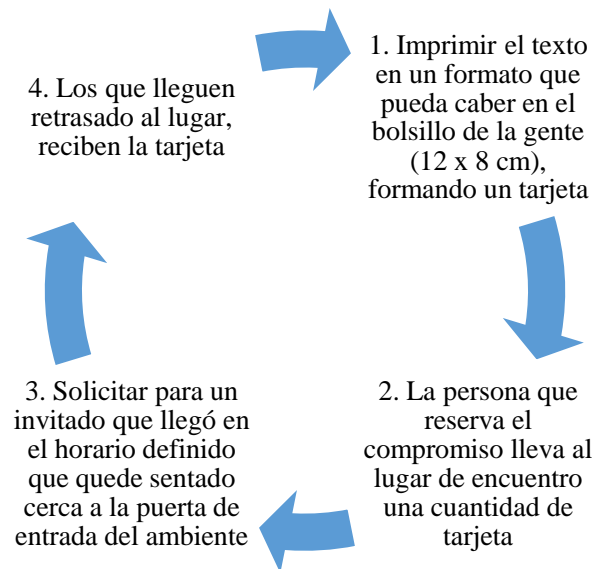 1. Imprimir el texto
en un formato que
pueda caber en el
bolsillo de la gente
(12 x 8 cm),
formando un tarjeta
2. La persona que
reserva el
compromiso lleva al
lugar de encuentro
una cuantidad de
tarjeta
3. Solicitar para un
invitado que llegó en
el horario definido
que quede sentado
cerca a la puerta de
entrada del ambiente
4. Los que lleguen
retrasado al lugar,
reciben la tarjeta